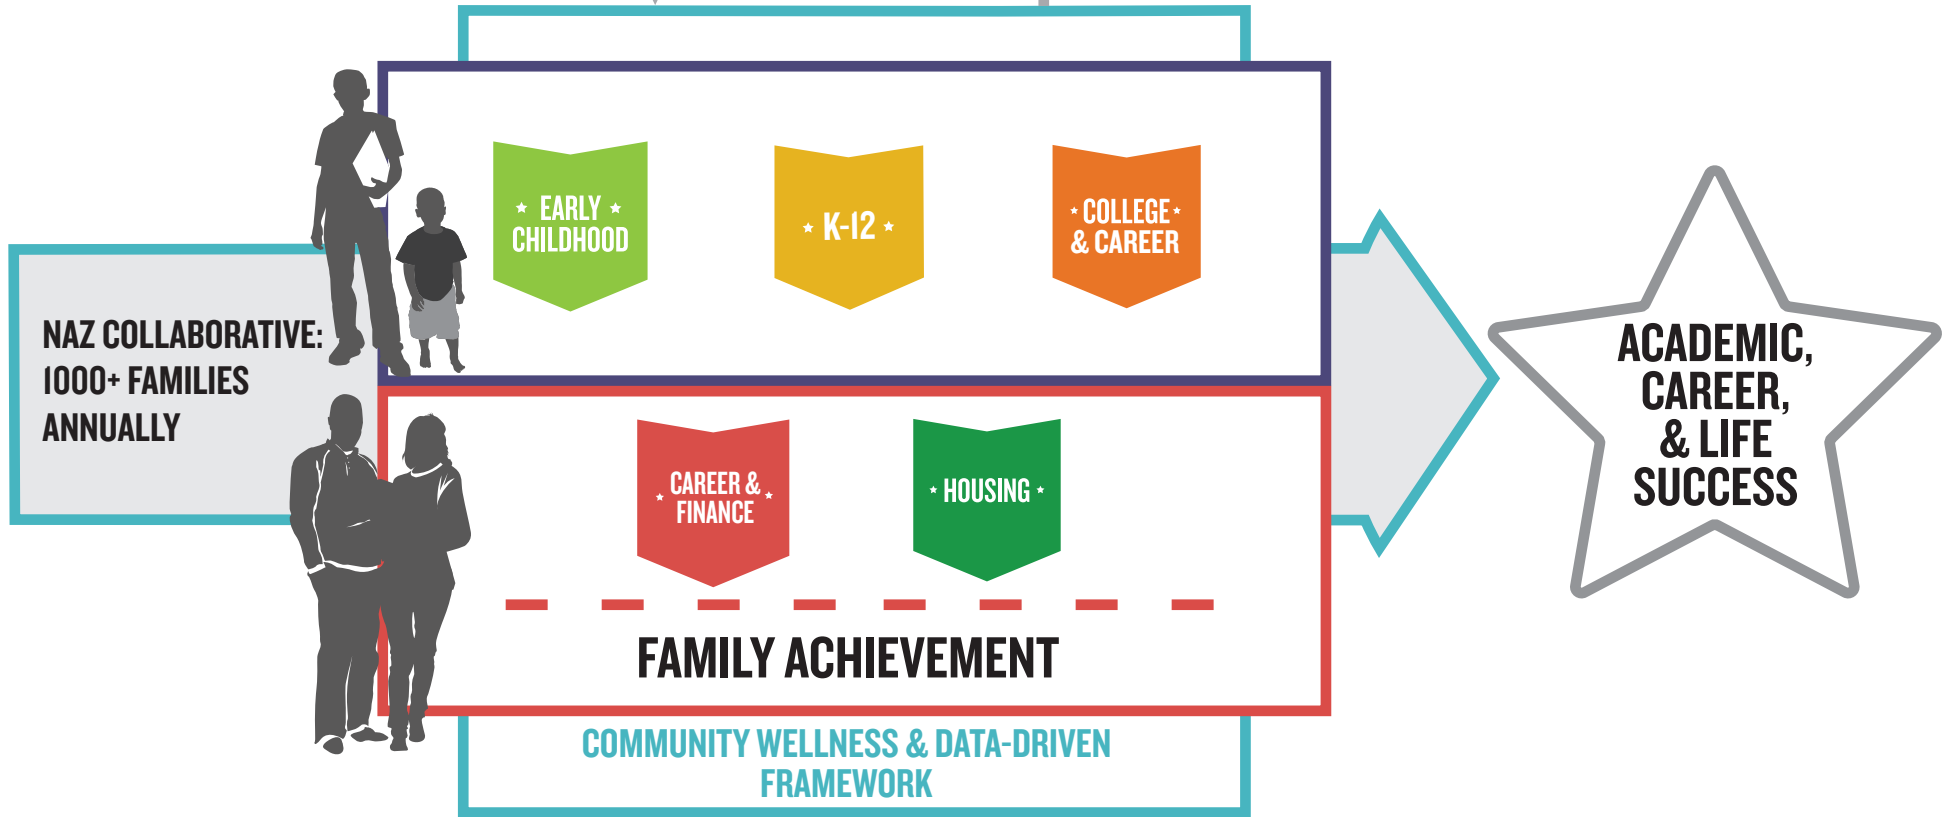 EARLY
CHILDHOOD
K-12
COLLEGE
& CAREER
NAZ COLLABORATIVE:
1000+ FAMILIES
ANNUALLY
ACADEMIC,
CAREER,
& LIFE
SUCCESS
CAREER &
FINANCE
HOUSING
FAMILY ACHIEVEMENT
COMMUNITY WELLNESS & DATA-DRIVEN
FRAMEWORK